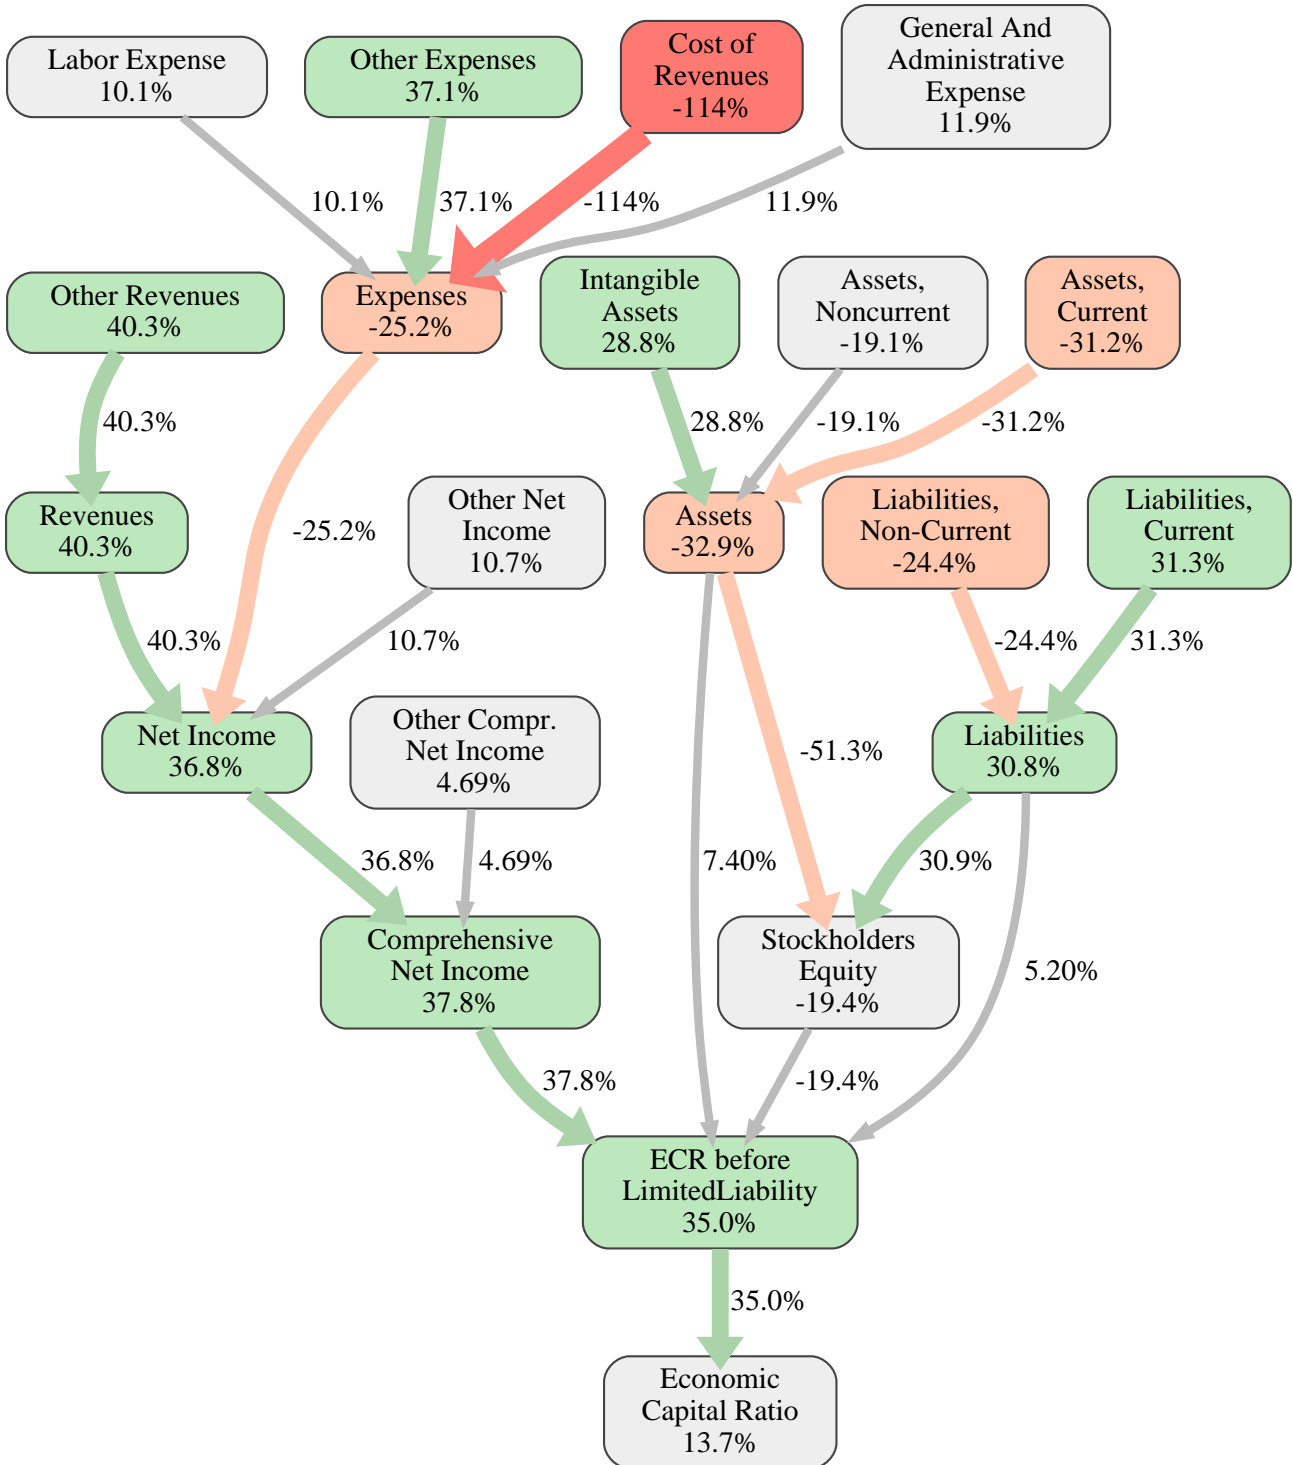 Labor Expense
10.1%
Other Expenses
37.1%
Cost of
Revenues
-114%
General And
Administrative
Expense
11.9%
10.1%
37.1%
-114%
11.9%
Other Revenues
40.3%
Expenses
-25.2%
Intangible
Assets
28.8%
Assets,
Noncurrent
-19.1%
Assets,
Current
-31.2%
40.3%
28.8%
-19.1%
-31.2%
Revenues
40.3%
-25.2%
Other Net
Income
10.7%
Assets
-32.9%
Liabilities,
Non-Current
-24.4%
Liabilities,
Current
31.3%
40.3%
10.7%
-24.4%
31.3%
Net Income
36.8%
Other Compr.
Net Income
4.69%
-51.3%
Liabilities
30.8%
36.8%
4.69%
7.40%
30.9%
Comprehensive
Net Income
37.8%
Stockholders
Equity
-19.4%
5.20%
37.8%
-19.4%
ECR before
LimitedLiability
35.0%
35.0%
Economic
Capital Ratio
13.7%